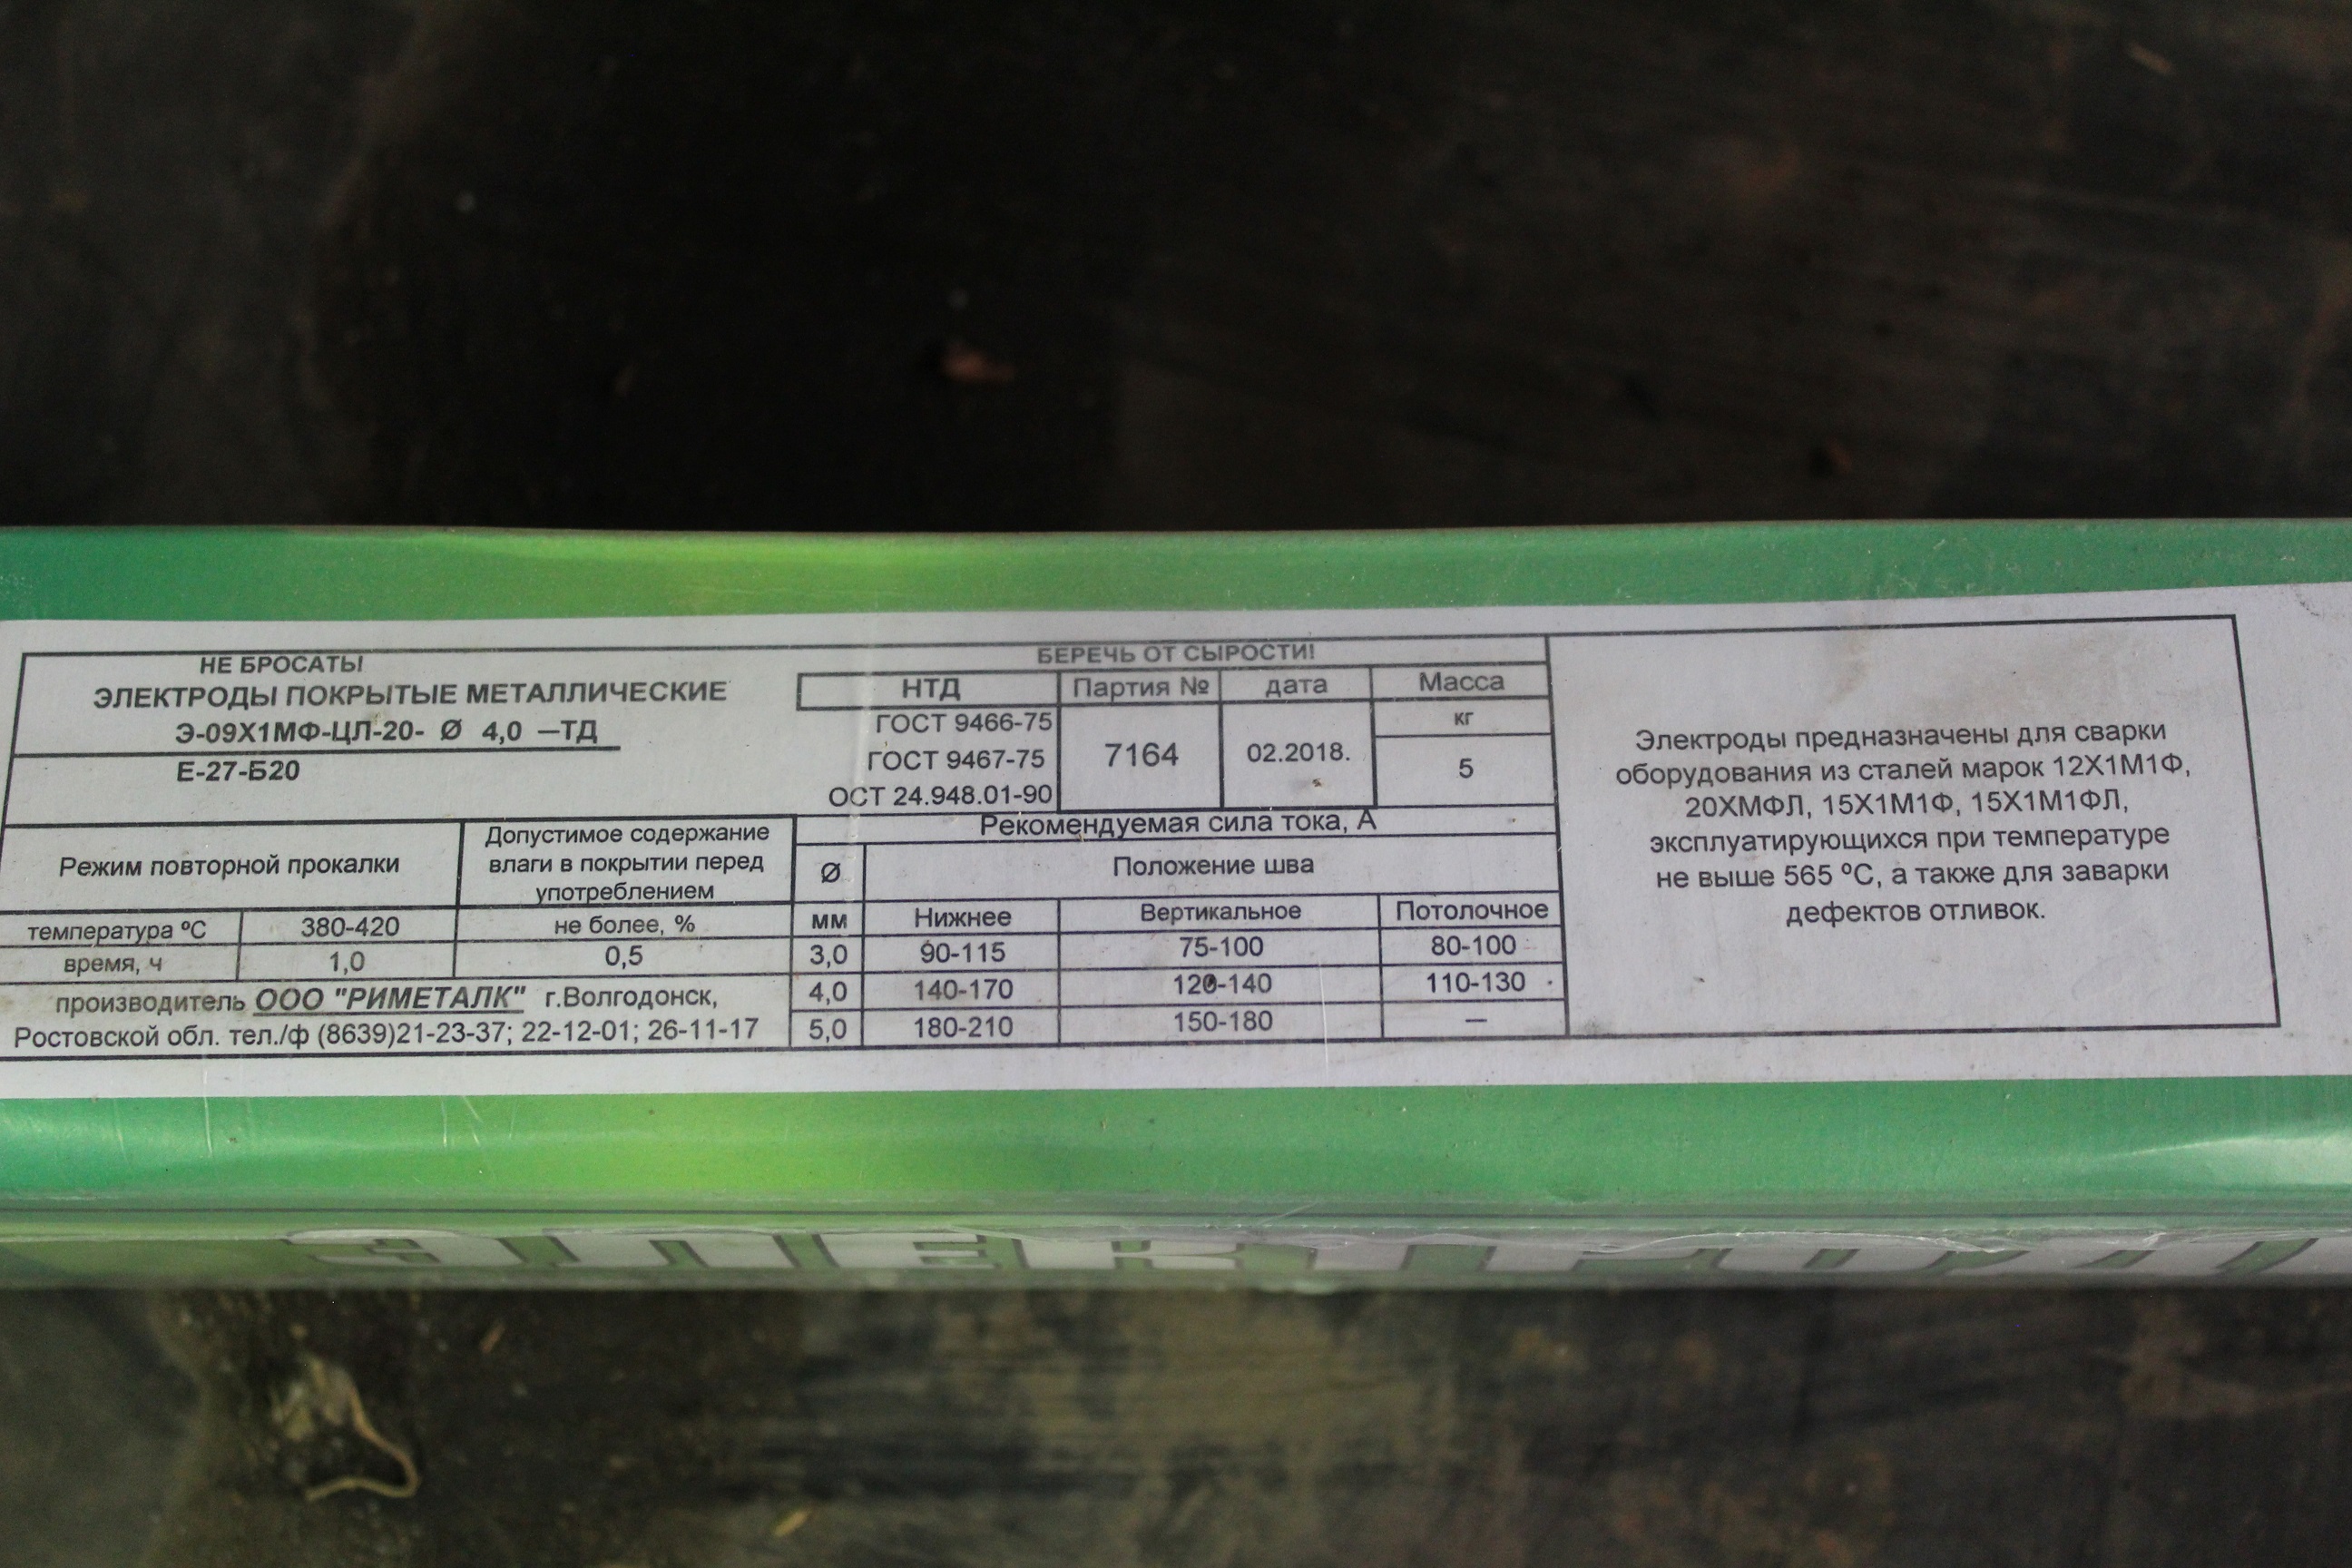 НЕ БРОСАТЬ!
ЭЛЕКТРОДЫ ПОКРЫТЫЕ МЕТАЛЛИЧЕСКИЕ
Э-09Х1МФ-ЦЛ-20- Ø 4,0 —ТД
Е-27-Б20
БЕРЕЧЬ ОТ СЫРОСТИ!
НТД Партия № дата Масса
ГОСТ 9466-75 кг
ГОСТ 9467-75 7164 02.2018. 5
ОСТ 24.948.01-90
Режим повторной прокалки
Допустимое содержание
влаги в покрытии перед
употреблением
температура ºС 380-420 не более, %
время, ч 1,0 0,5
производитель ООО "РИМЕТАЛК" г.Волгодонск,
Ростовской обл. тел./ф (8639)21-23-37; 22-12-01; 26-11-17
Рекомендуемая сила тока, А
Ø Положение шва
мм Нижнее Вертикальное Потолочное
3,0 90-115 75-100 80-100
4,0 140-170 120-140 110-130
5,0 180-210 150-180 —
Электроды предназначены для сварки
оборудования из сталей марок 12Х1М1Ф,
20ХМФЛ, 15Х1М1Ф, 15Х1М1ФЛ,
эксплуатирующихся при температуре
не выше 565 ºС, а также для заварки
дефектов отливок.